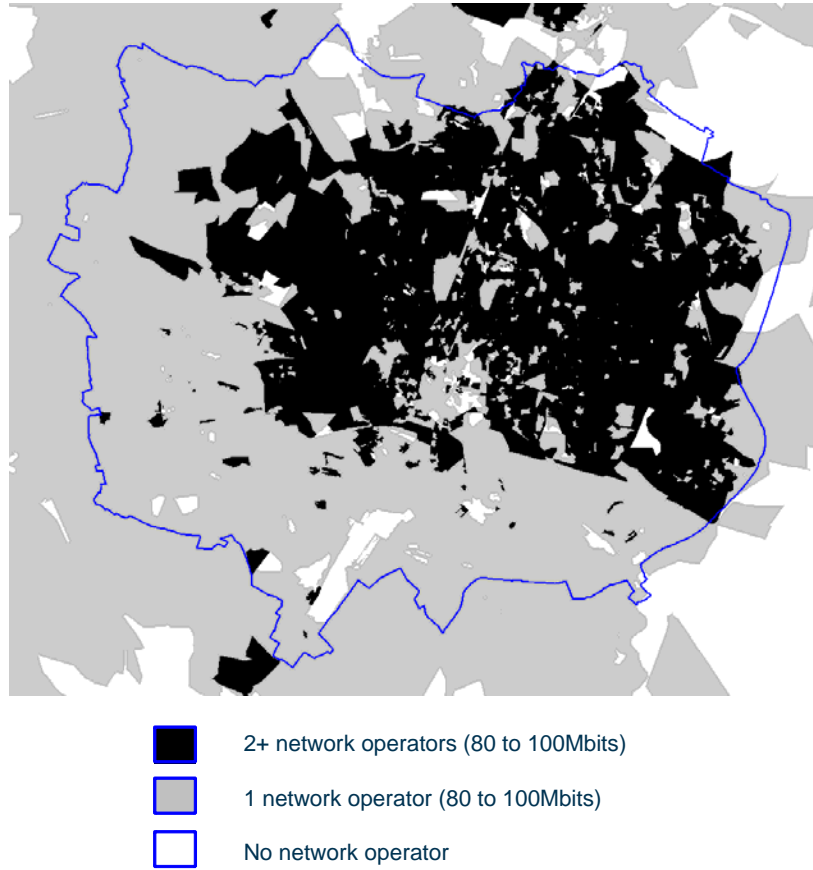 2+ network operators (80 to 100Mbits)
1 network operator (80 to 100Mbits)
No network operator